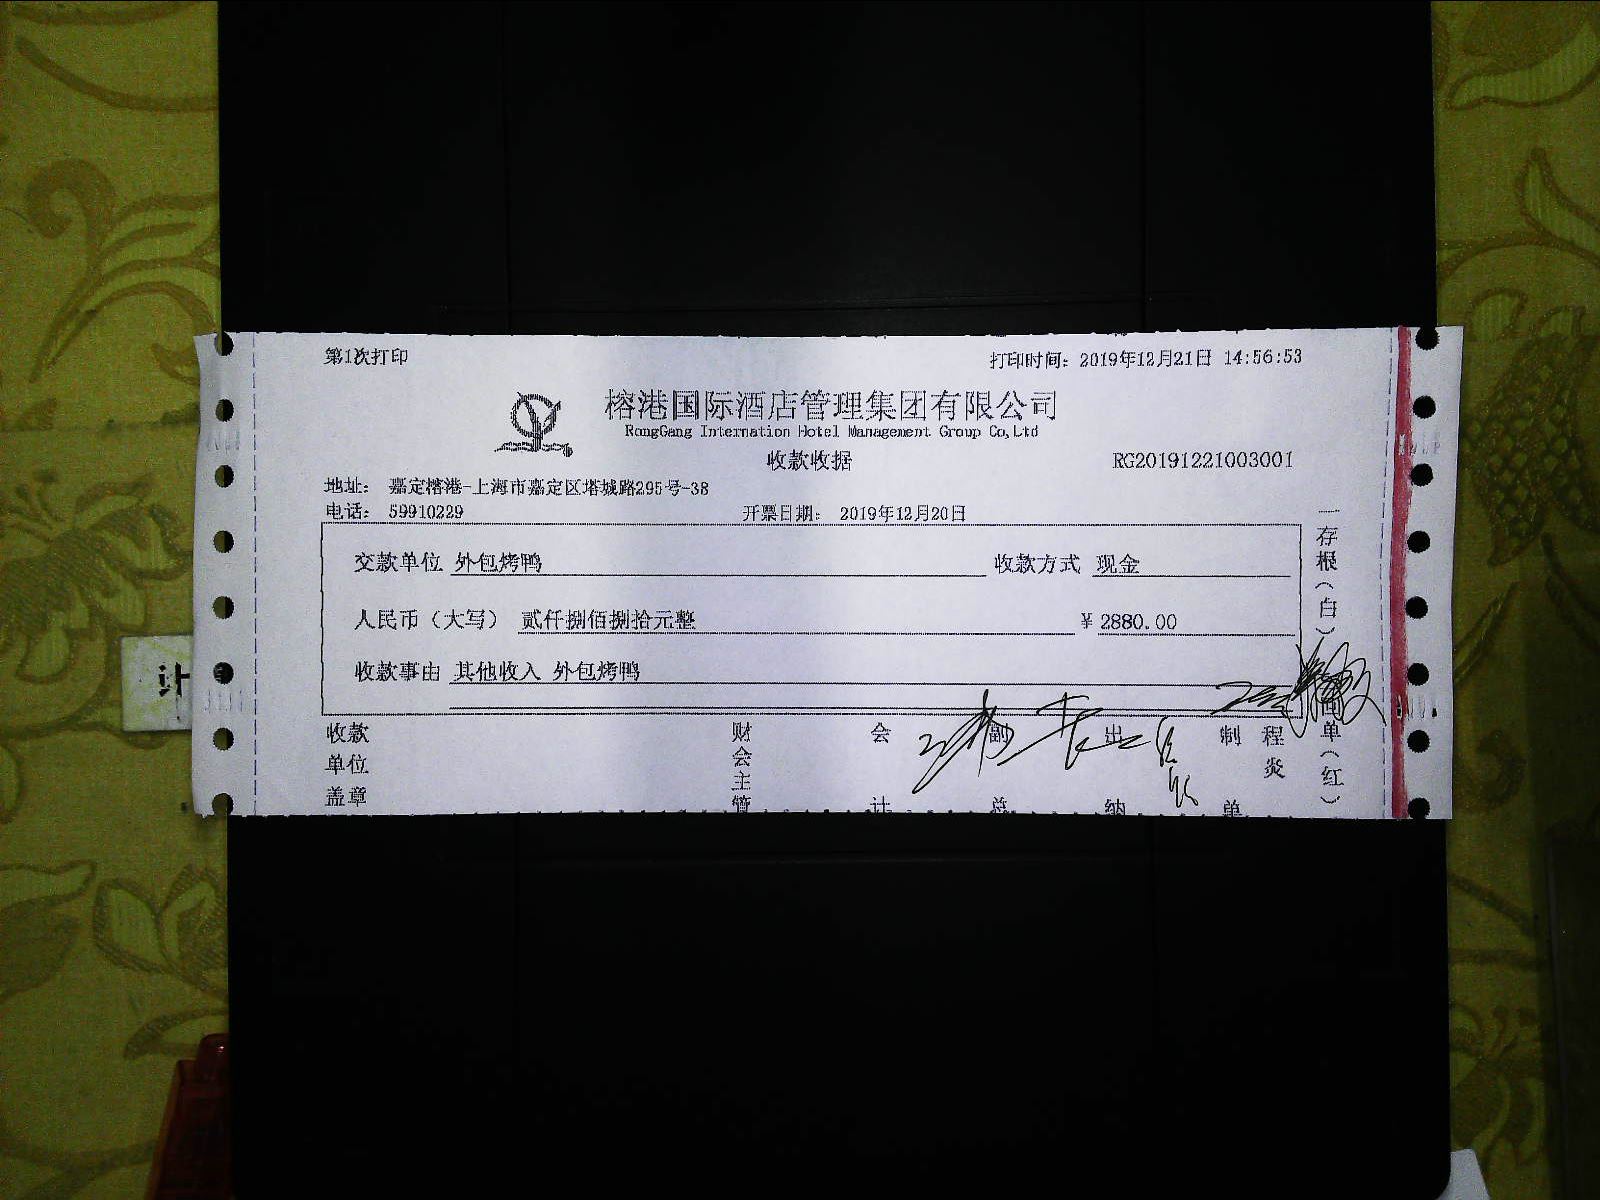 第1次打印
打印时间：2019年12月21日 14:56:53
榕港国际酒店管理集团有限公司
RongGang Internation Hotel Management Group Co,Ltd
收款收据
RG20191221003001
地址： 嘉定榕港-上海市嘉定区塔城路295号-38
电话： 59910229
开票日期： 2019年12月20日
交款单位 外包烤鸭
收款方式 现金
人民币（大写） 贰仟捌佰捌拾元整
￥2880.00
收款事由 其他收入 外包烤鸭
收款单位盖章
财会主管
会计
副总
出纳
制单
程炎
一存根（白）
单（红）
计